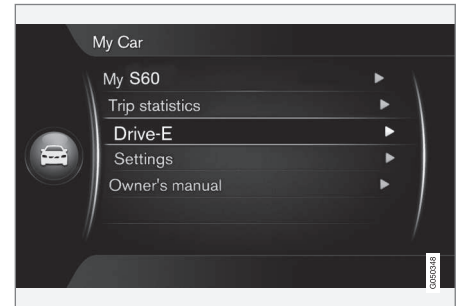 My Car
My S60
Trip statistics
Drive-E
Settings
Owner's manual
G050348